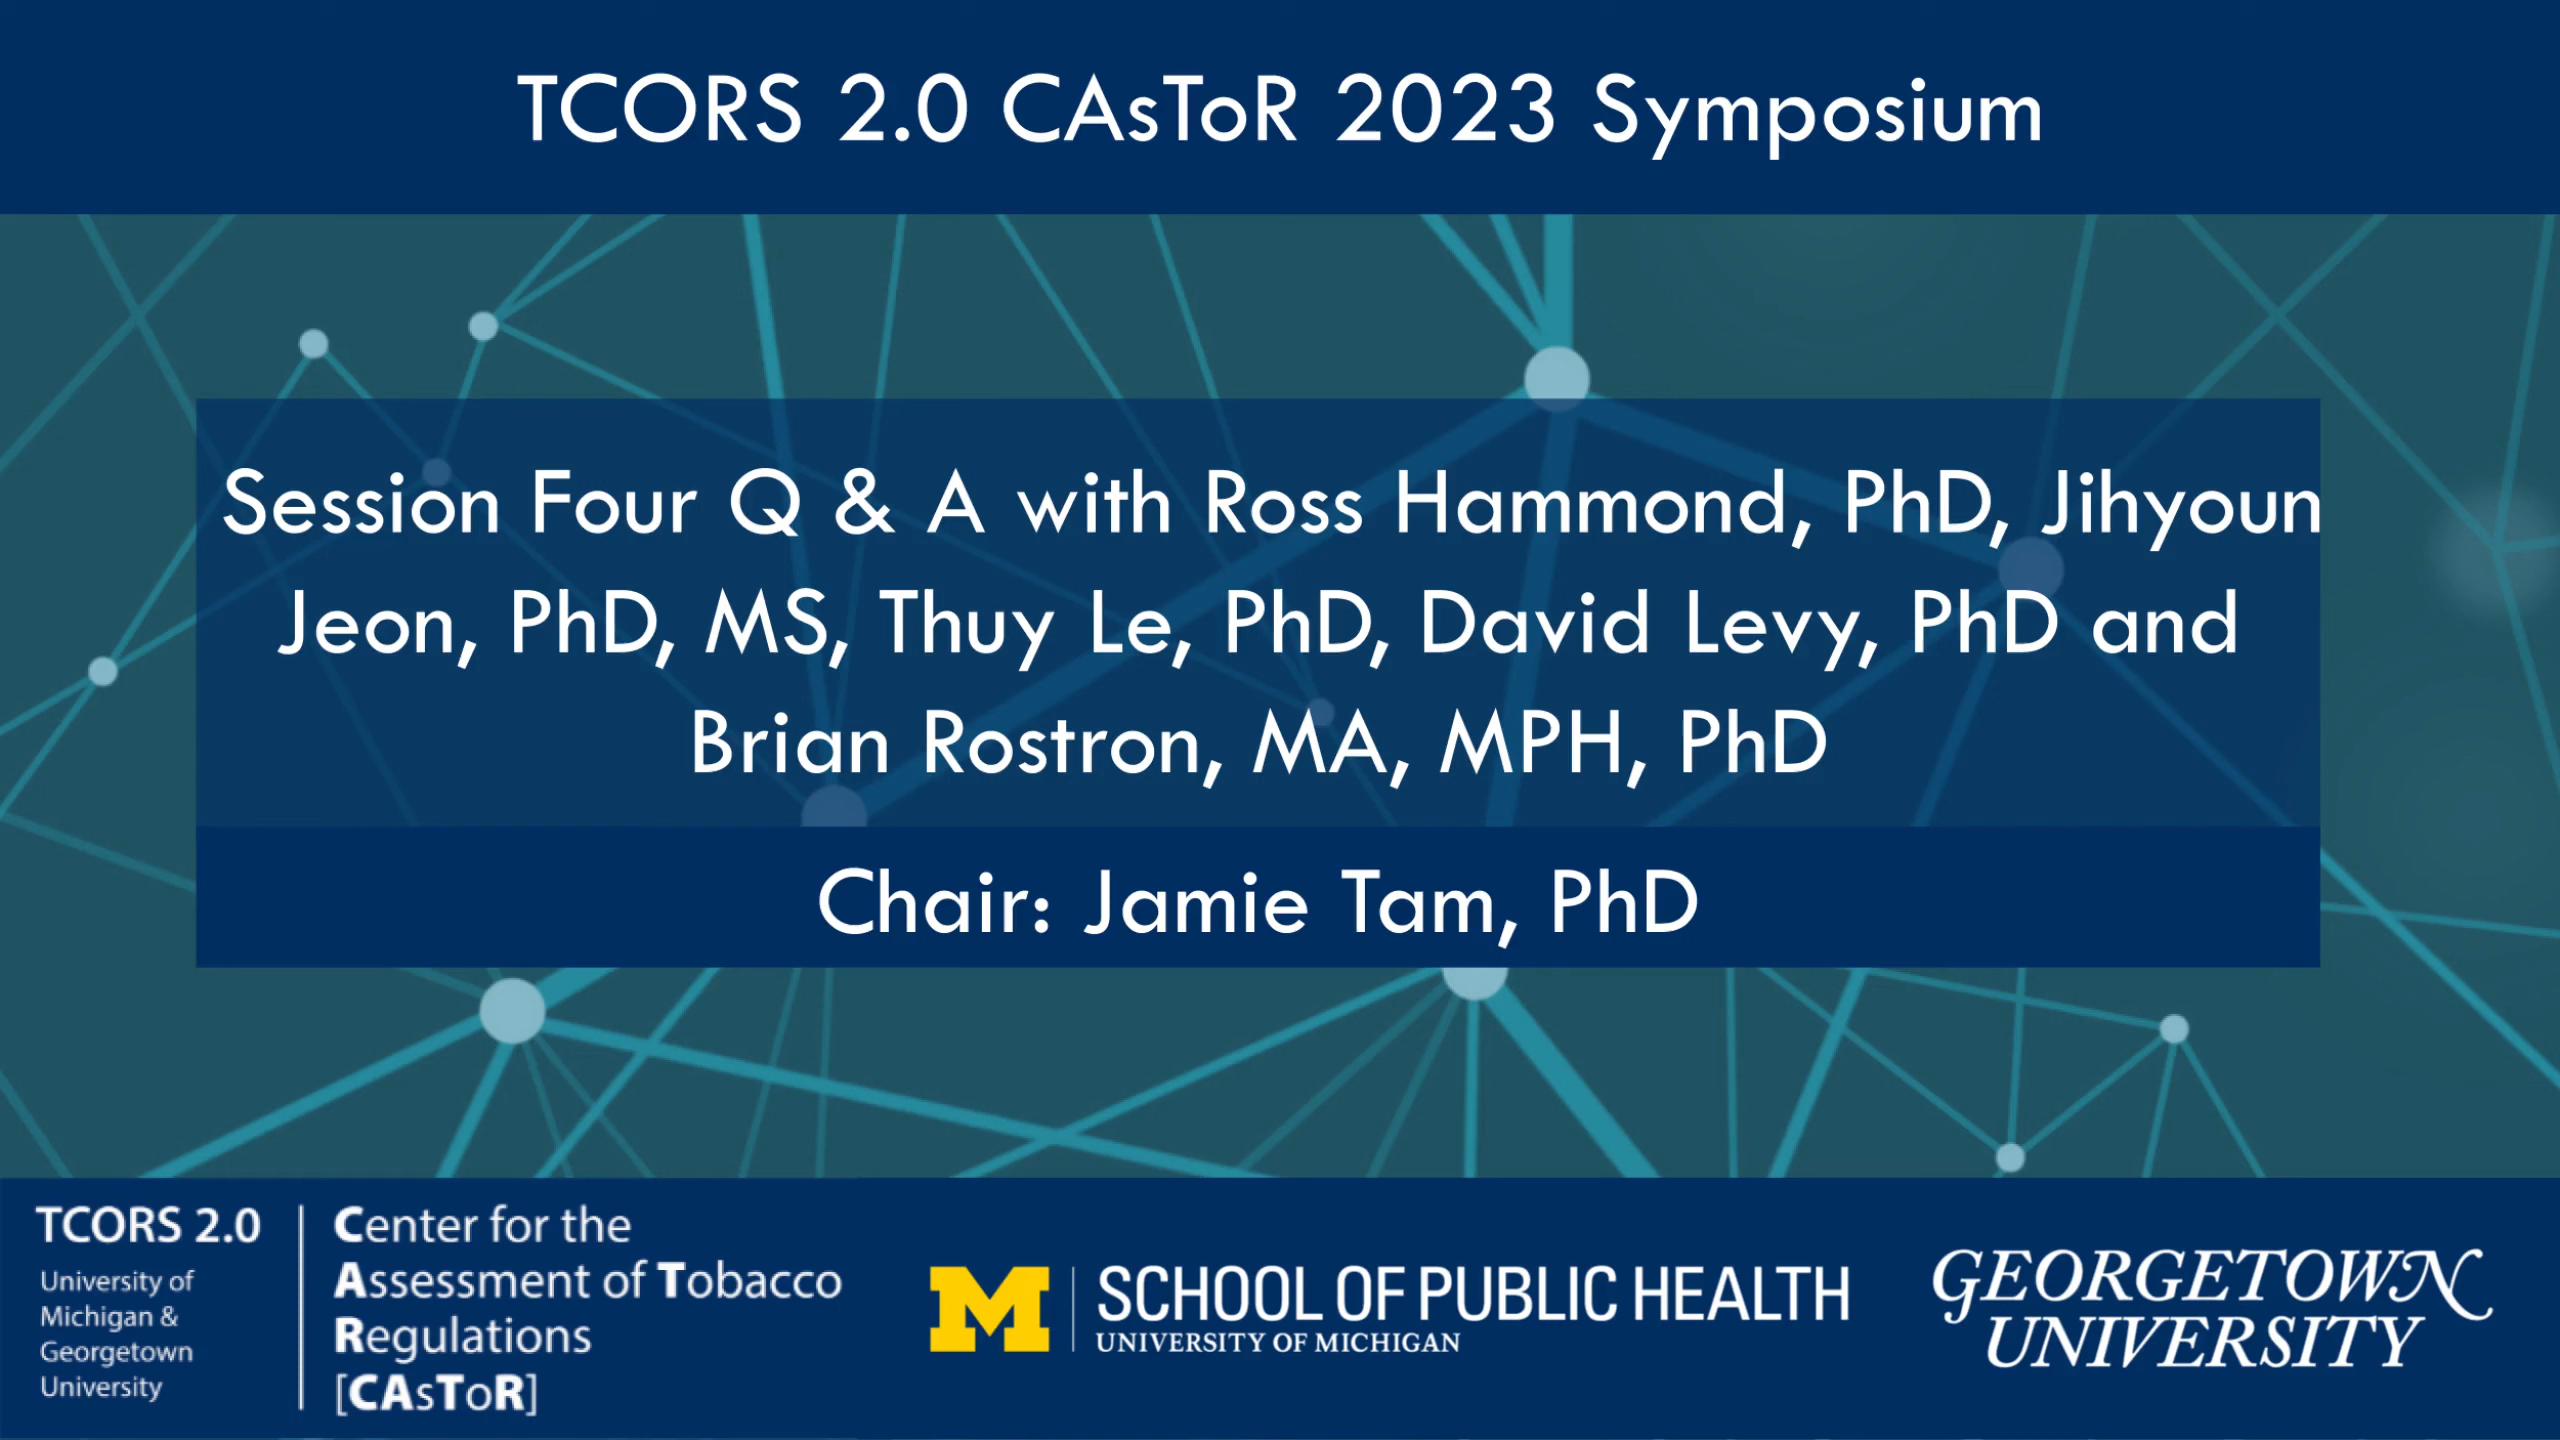 TCORS 2.0 CAsToR 2023 Symposium
Session Four Q & A with Ross Hammond, PhD, Jihyoun
Jeon, PhD, MS, Thuy Le, PhD, David Levy, PhD and
Brian Rostron, MA, MPH, PhD
Chair: Jamie Tam, PhD
TCORS 2.0
University of
Michigan &
Georgetown
University
Center for the
Assessment of Tobacco
Regulations
[CAsToR]
M
SCHOOL OF PUBLIC HEALTH
UNIVERSITY OF MICHIGAN
GEORGETOWN
UNIVERSITY